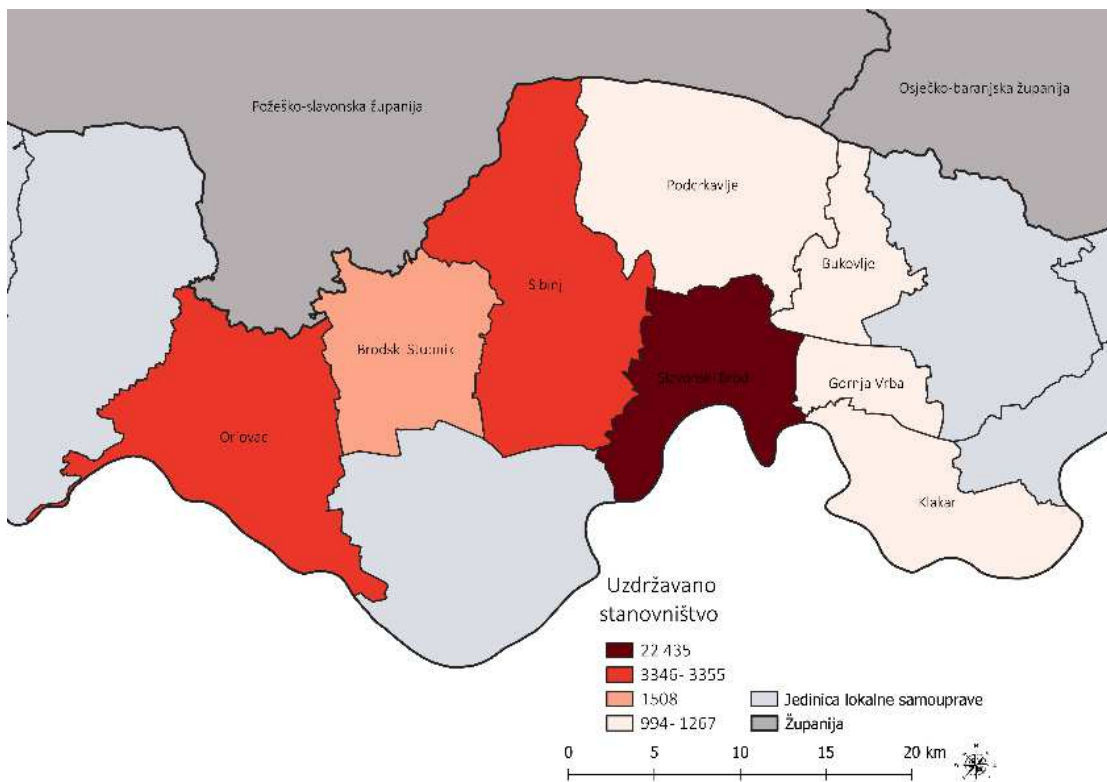 Požeško-slavonska županija
Osječko-baranjska županija
Podcrkavlje
Bukovlje
Sibinj
Brodski Stupnik
Slavonski Brod
Gornja Vrba
Oriovac
Klakar
Uzdržavano
stanovništvo
22 435
3346- 3355
1508
994- 1267
Jedinica lokalne samouprave
Županija
0 5 10 15 20 km